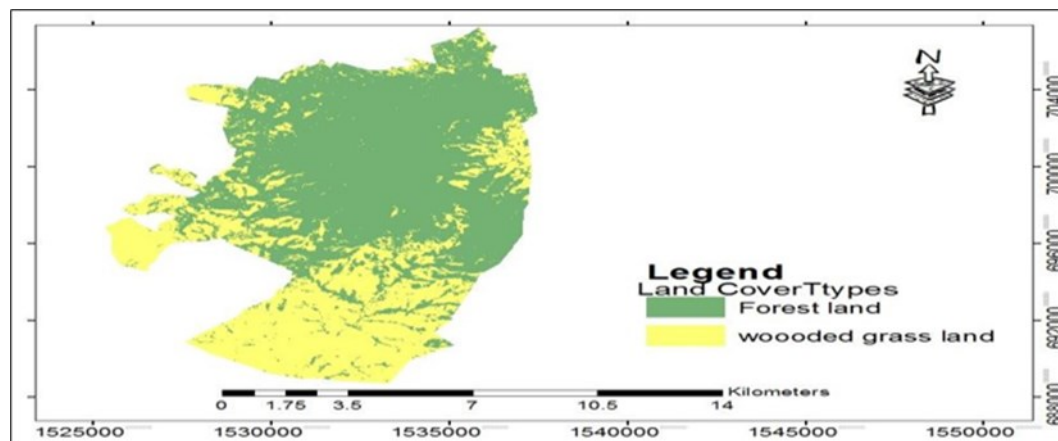 N
704000
700000
696000
692000
688000
Legend
Land CoverTtypes
Forest land
woooded grass land
Kilometers
0 1.75 3.5 7 10.5 14
1525000 1530000 1535000 1540000 1545000 1550000